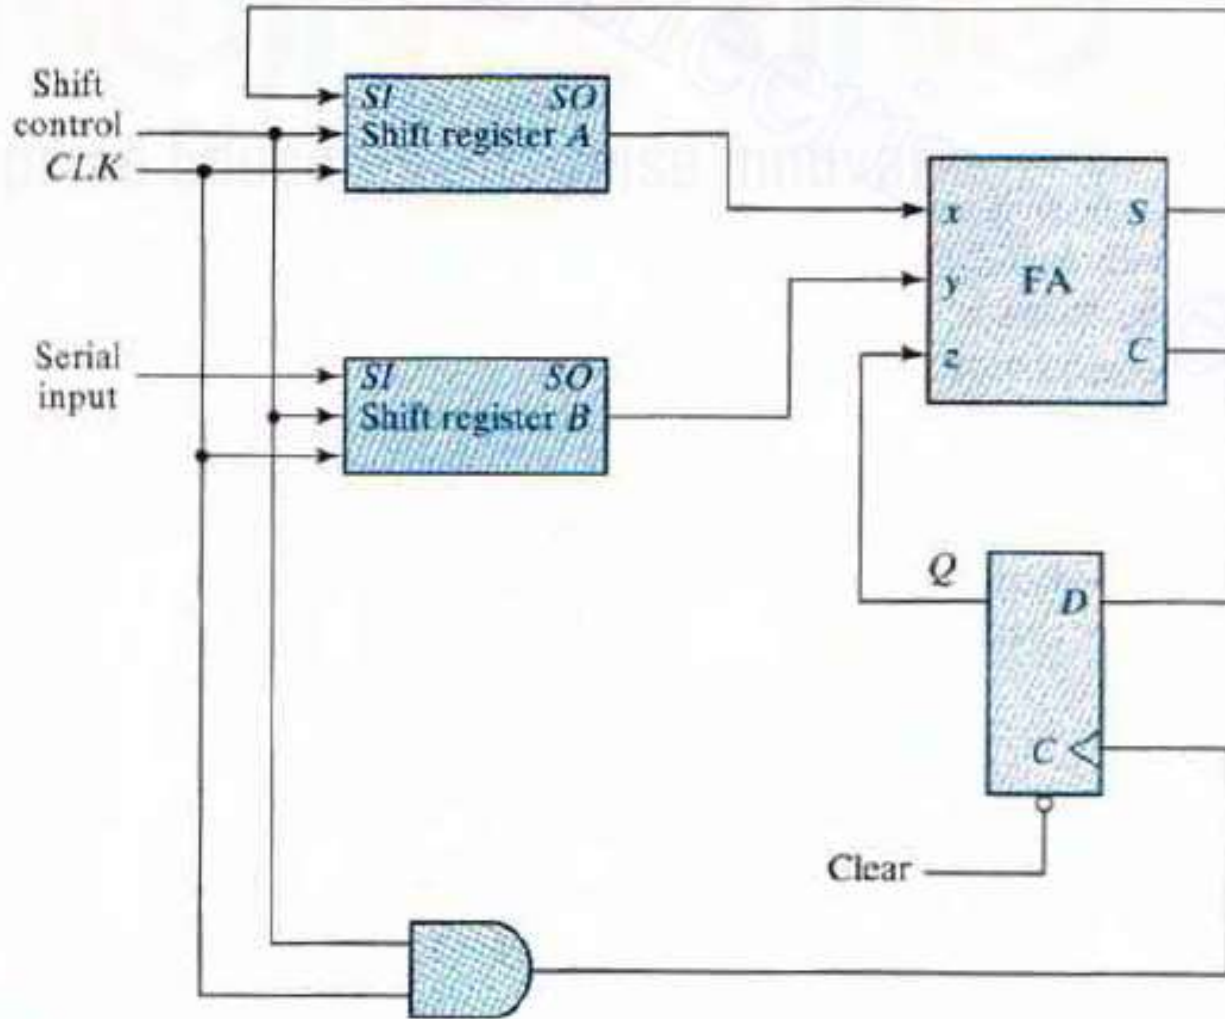 Shift
control
CLK
SI SO
Shift register A
x S
y FA
z C
Serial
input
SI SO
Shift register B
Q
D
C
Clear